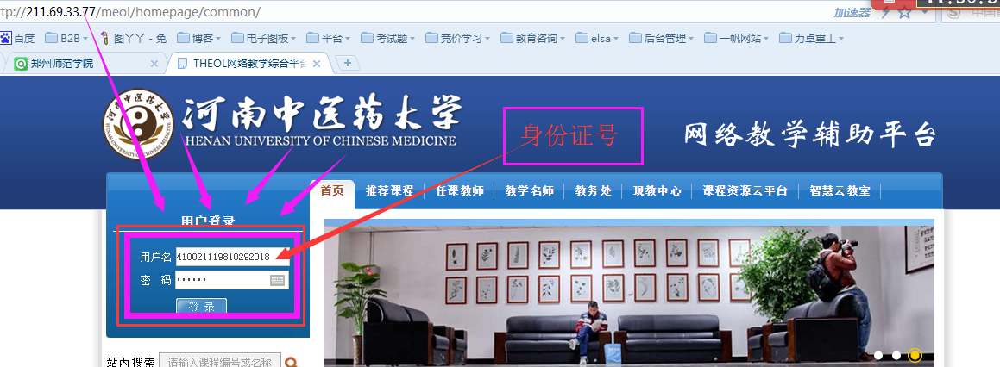 ttp://211.69.33.77/meol/homepage/common/
加速器
百度 B2B 图丫丫 - 免 博客 电子图板 平台 考试题 竞价学习 教育咨询 elsa 后台管理 一帆网站 力卓重工
郑州师范学院 THEOL网络教学综合平台
河南中医药大学
HENAN UNIVERSITY OF CHINESE MEDICINE
身份证号
网络教学辅助平台
首页 推荐课程 任课教师 教学名师 教务处 现教中心 课程资源云平台 智慧云教室
用户登录
用户名 410021119810292018
密 码 ••••••
登 录
站内搜索 请输入课程编号或名称